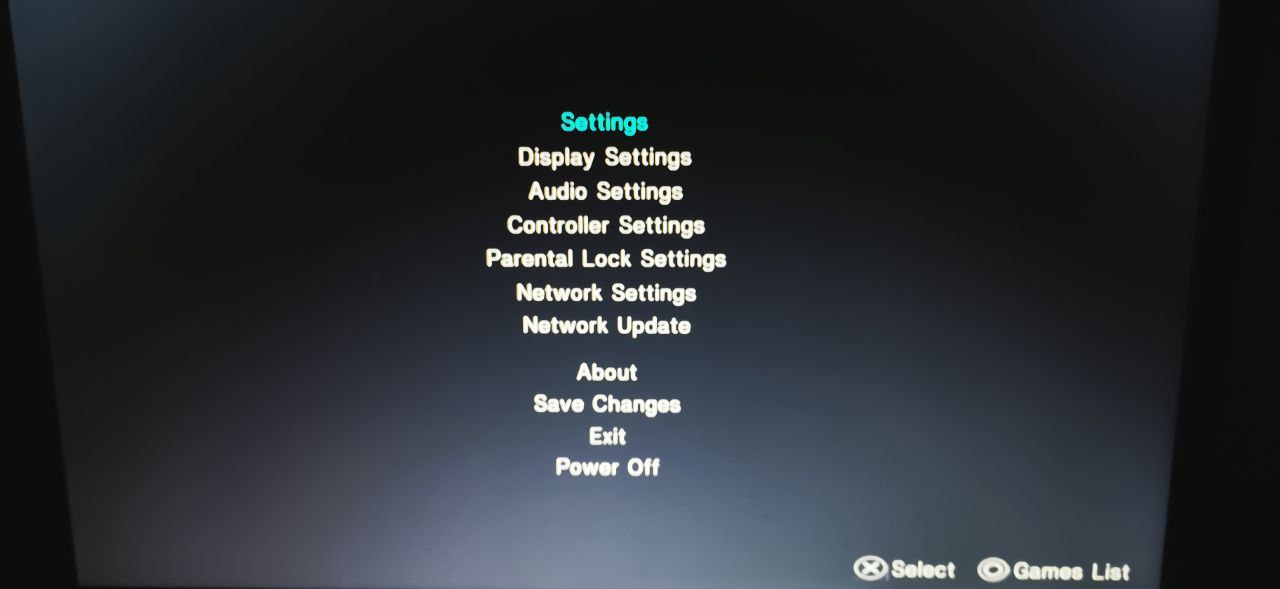 Settings
Display Settings
Audio Settings
Controller Settings
Parental Lock Settings
Network Settings
Network Update
About
Save Changes
Exit
Power Off
Select Games List